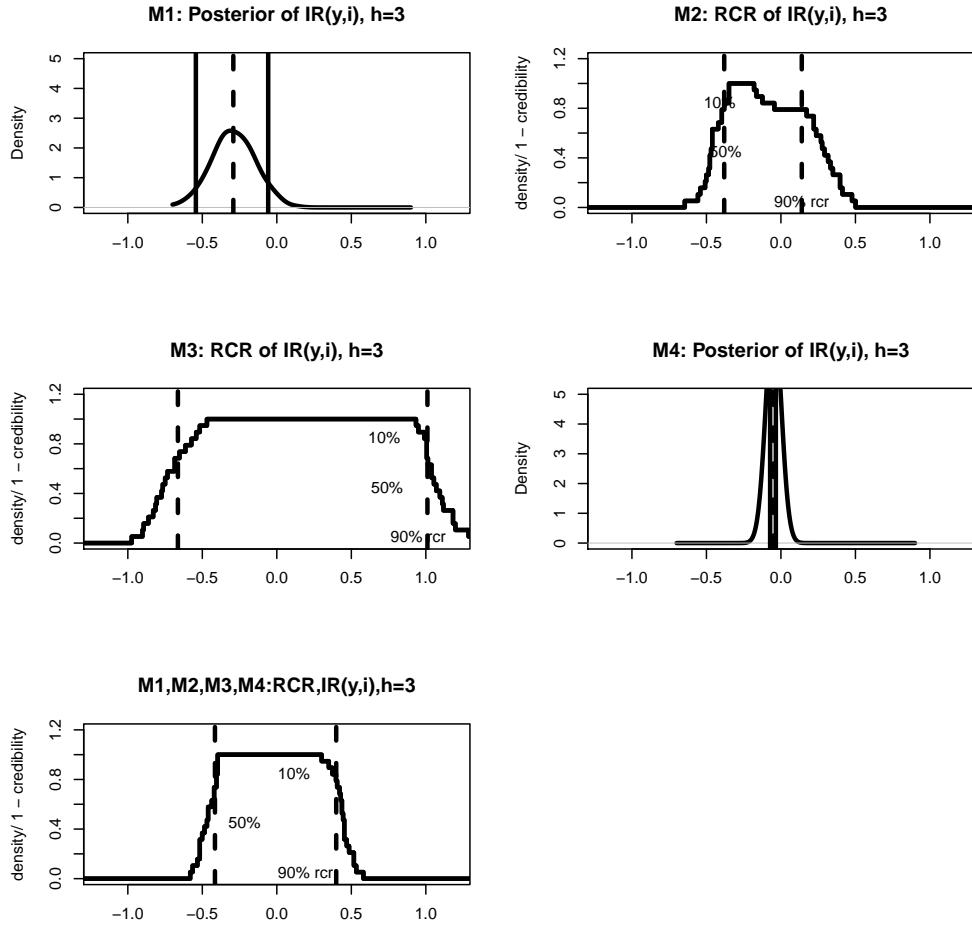 M1: Posterior of IR(y,i), h=3
Density
0 1 2 3 4 5
−1.0 −0.5 0.0 0.5 1.0
M2: RCR of IR(y,i), h=3
density/ 1 − credibility
0.0 0.4 0.8 1.2
10%
50%
90% rcr
−1.0 −0.5 0.0 0.5 1.0
M3: RCR of IR(y,i), h=3
density/ 1 − credibility
0.0 0.4 0.8 1.2
10%
50%
90% rcr
−1.0 −0.5 0.0 0.5 1.0
M4: Posterior of IR(y,i), h=3
Density
0 1 2 3 4 5
−1.0 −0.5 0.0 0.5 1.0
M1,M2,M3,M4:RCR,IR(y,i),h=3
density/ 1 − credibility
0.0 0.4 0.8 1.2
10%
50%
90% rcr
−1.0 −0.5 0.0 0.5 1.0